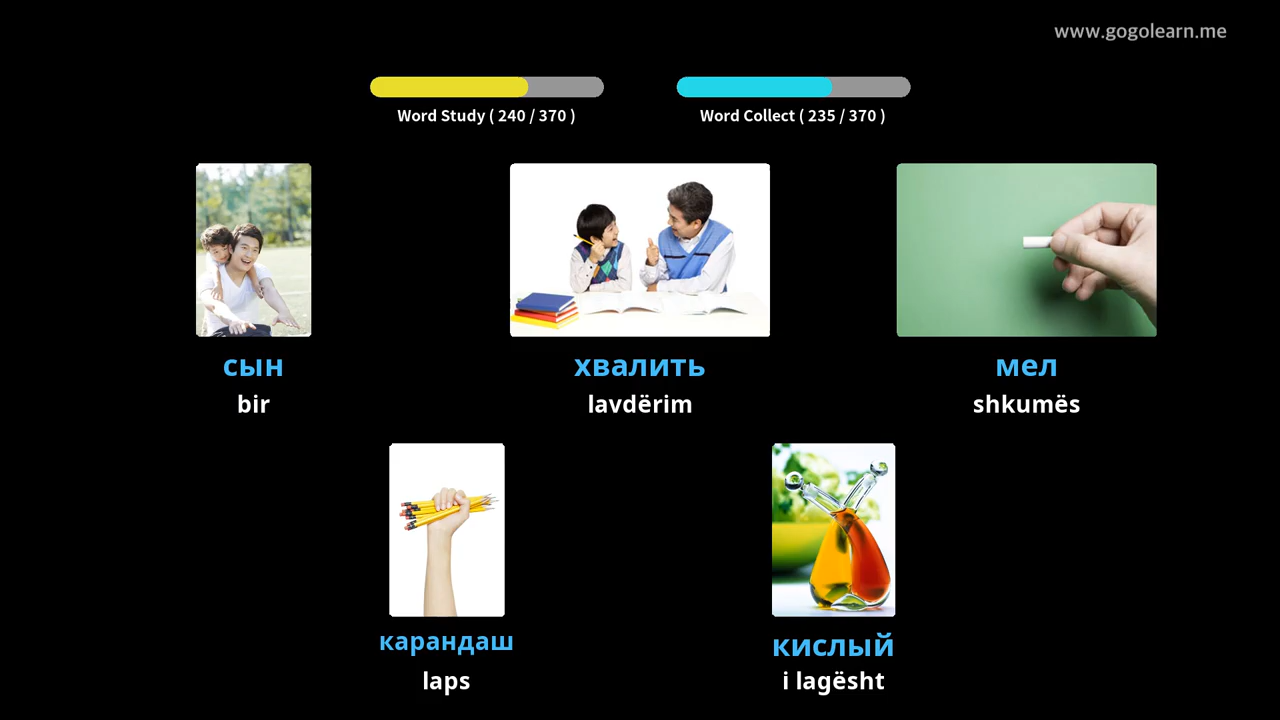 www.gogolearn.me
Word Study ( 240 / 370 )
Word Collect ( 235 / 370 )
сын
bir
хвалить
lavdërim
мел
shkumës
карандаш
laps
кислый
i lagësht